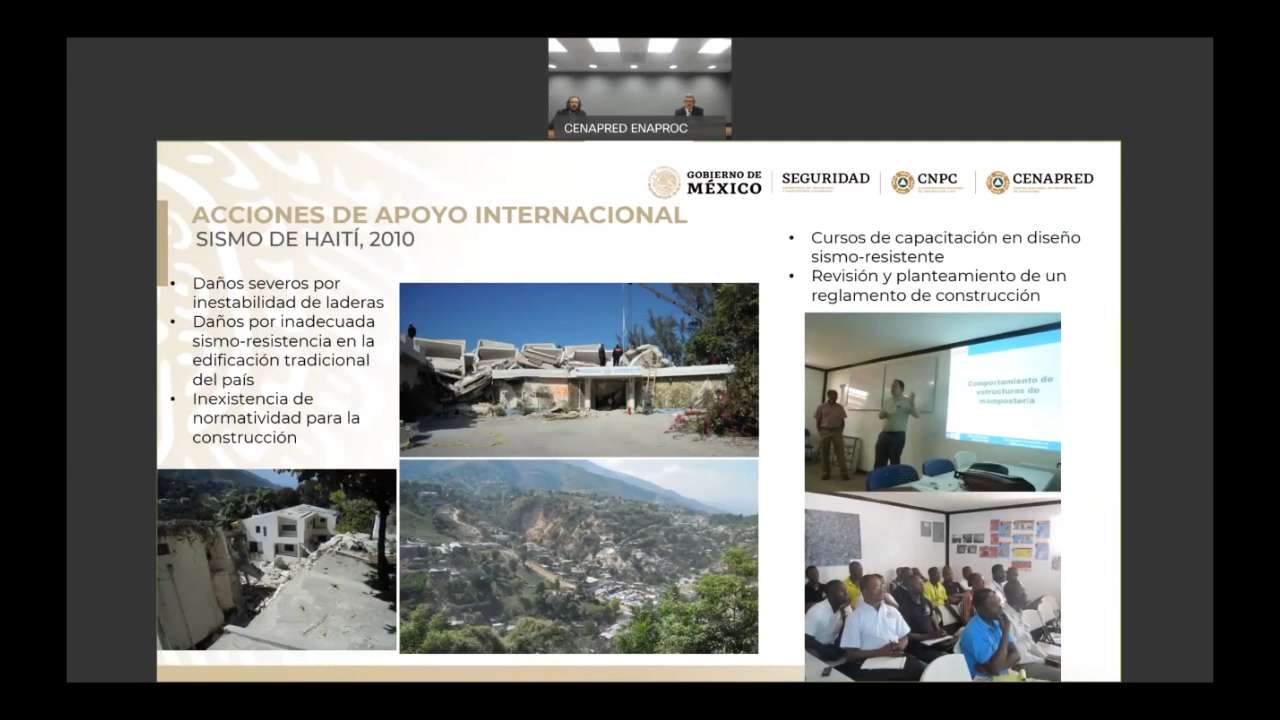 CENAPRED ENAPROC
GOBIERNO DE
MÉXICO
SEGURIDAD
CNPC
CENAPRED
ACCIONES DE APOYO INTERNACIONAL
SISMO DE HAITÍ, 2010
• Daños severos por
inestabilidad de laderas
• Daños por inadecuada
sismo-resistencia en la
edificación tradicional
del país
• Inexistencia de
normatividad para la
construcción
• Cursos de capacitación en diseño
sismo-resistente
• Revisión y planteamiento de un
reglamento de construcción
Comportamiento de
estructuras de
mampostería